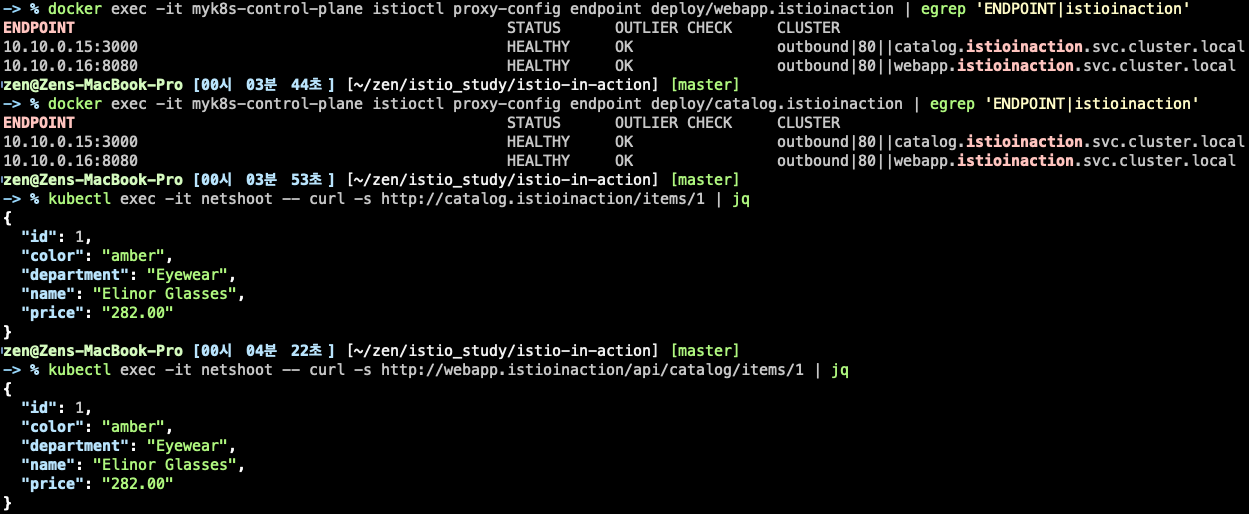 -> % docker exec -it myk8s-control-plane istioctl proxy-config endpoint deploy/webapp.istioinaction | egrep 'ENDPOINT|istioinaction'
ENDPOINT STATUS OUTLIER CHECK CLUSTER
10.10.0.15:3000 HEALTHY OK outbound|80||catalog.istioinaction.svc.cluster.local
10.10.0.16:8080 HEALTHY OK outbound|80||webapp.istioinaction.svc.cluster.local
zen@Zens-MacBook-Pro [00시 03분 44초] [~/zen/istio_study/istio-in-action] [master]
-> % docker exec -it myk8s-control-plane istioctl proxy-config endpoint deploy/catalog.istioinaction | egrep 'ENDPOINT|istioinaction'
ENDPOINT STATUS OUTLIER CHECK CLUSTER
10.10.0.15:3000 HEALTHY OK outbound|80||catalog.istioinaction.svc.cluster.local
10.10.0.16:8080 HEALTHY OK outbound|80||webapp.istioinaction.svc.cluster.local
zen@Zens-MacBook-Pro [00시 03분 53초] [~/zen/istio_study/istio-in-action] [master]
-> % kubectl exec -it netshoot -- curl -s http://catalog.istioinaction/items/1 | jq
{
  "id": 1,
  "color": "amber",
  "department": "Eyewear",
  "name": "Elinor Glasses",
  "price": "282.00"
}
zen@Zens-MacBook-Pro [00시 04분 22초] [~/zen/istio_study/istio-in-action] [master]
-> % kubectl exec -it netshoot -- curl -s http://webapp.istioinaction/api/catalog/items/1 | jq
{
  "id": 1,
  "color": "amber",
  "department": "Eyewear",
  "name": "Elinor Glasses",
  "price": "282.00"
}